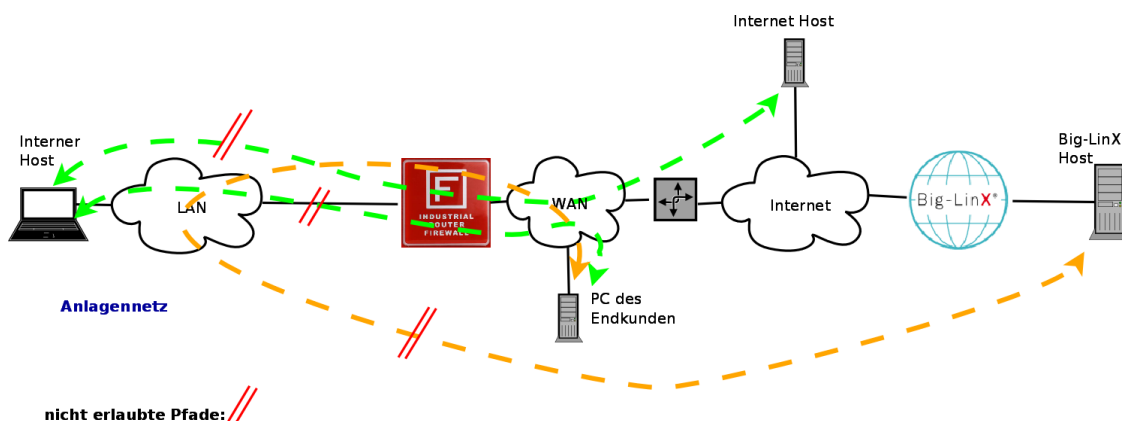 Internet Host
Interner
Host
Big-LinX
Host
LAN
F
INDUSTRIAL
ROUTER
FIREWALL
WAN
Internet
Big-LinX®
PC des
Endkunden
Anlagennetz
nicht erlaubte Pfade: